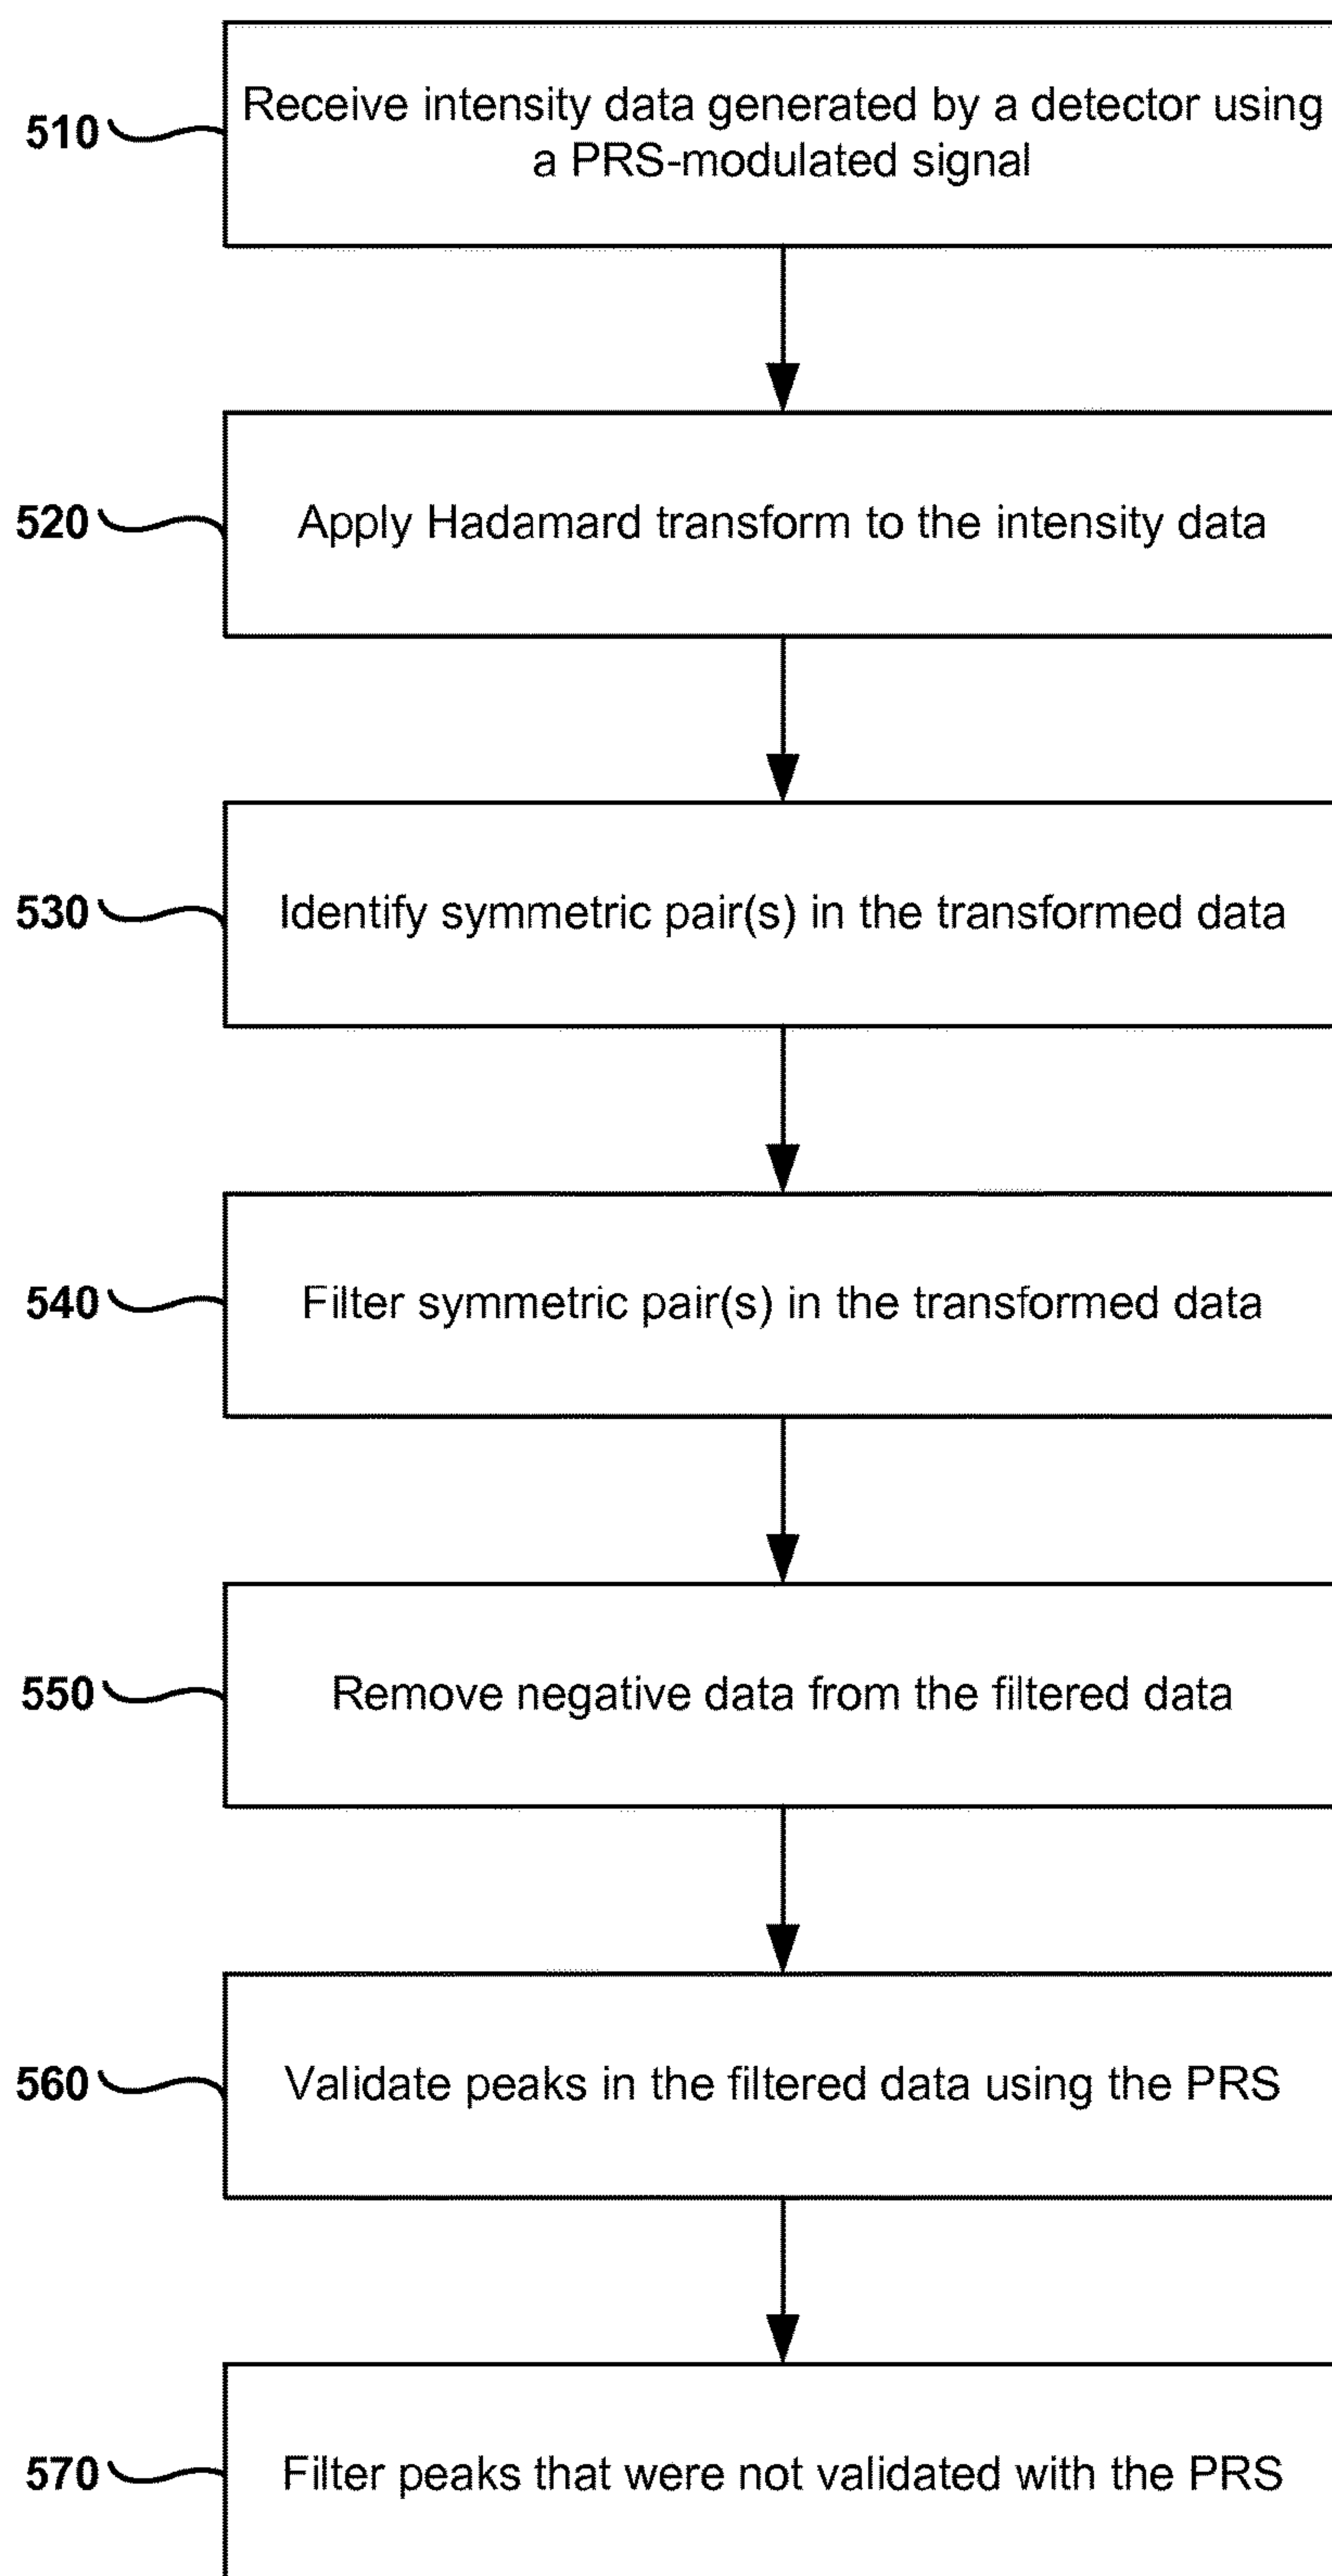 510
Receive intensity data generated by a detector using
a PRS-modulated signal
520
Apply Hadamard transform to the intensity data
530
Identify symmetric pair(s) in the transformed data
540
Filter symmetric pair(s) in the transformed data
550
Remove negative data from the filtered data
560
Validate peaks in the filtered data using the PRS
570
Filter peaks that were not validated with the PRS